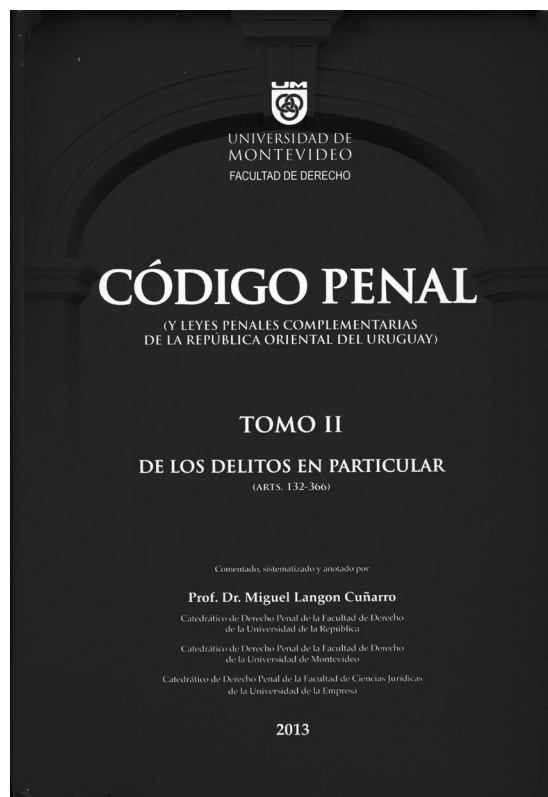 UM
UNIVERSIDAD DE
MONTEVIDEO
FACULTAD DE DERECHO
CÓDIGO PENAL
(Y LEYES PENALES COMPLEMENTARIAS
DE LA REPÚBLICA ORIENTAL DEL URUGUAY)
TOMO II
DE LOS DELITOS EN PARTICULAR
(ARTS. 132-366)
Comentado, sistematizado y anotado por
Prof. Dr. Miguel Langon Cuñarro
Catedrático de Derecho Penal de la Facultad de Derecho
de la Universidad de la República
Catedrático de Derecho Penal de la Facultad de Derecho
de la Universidad de Montevideo
Catedrático de Derecho Penal de la Facultad de Ciencias Jurídicas
de la Universidad de la Empresa
2013